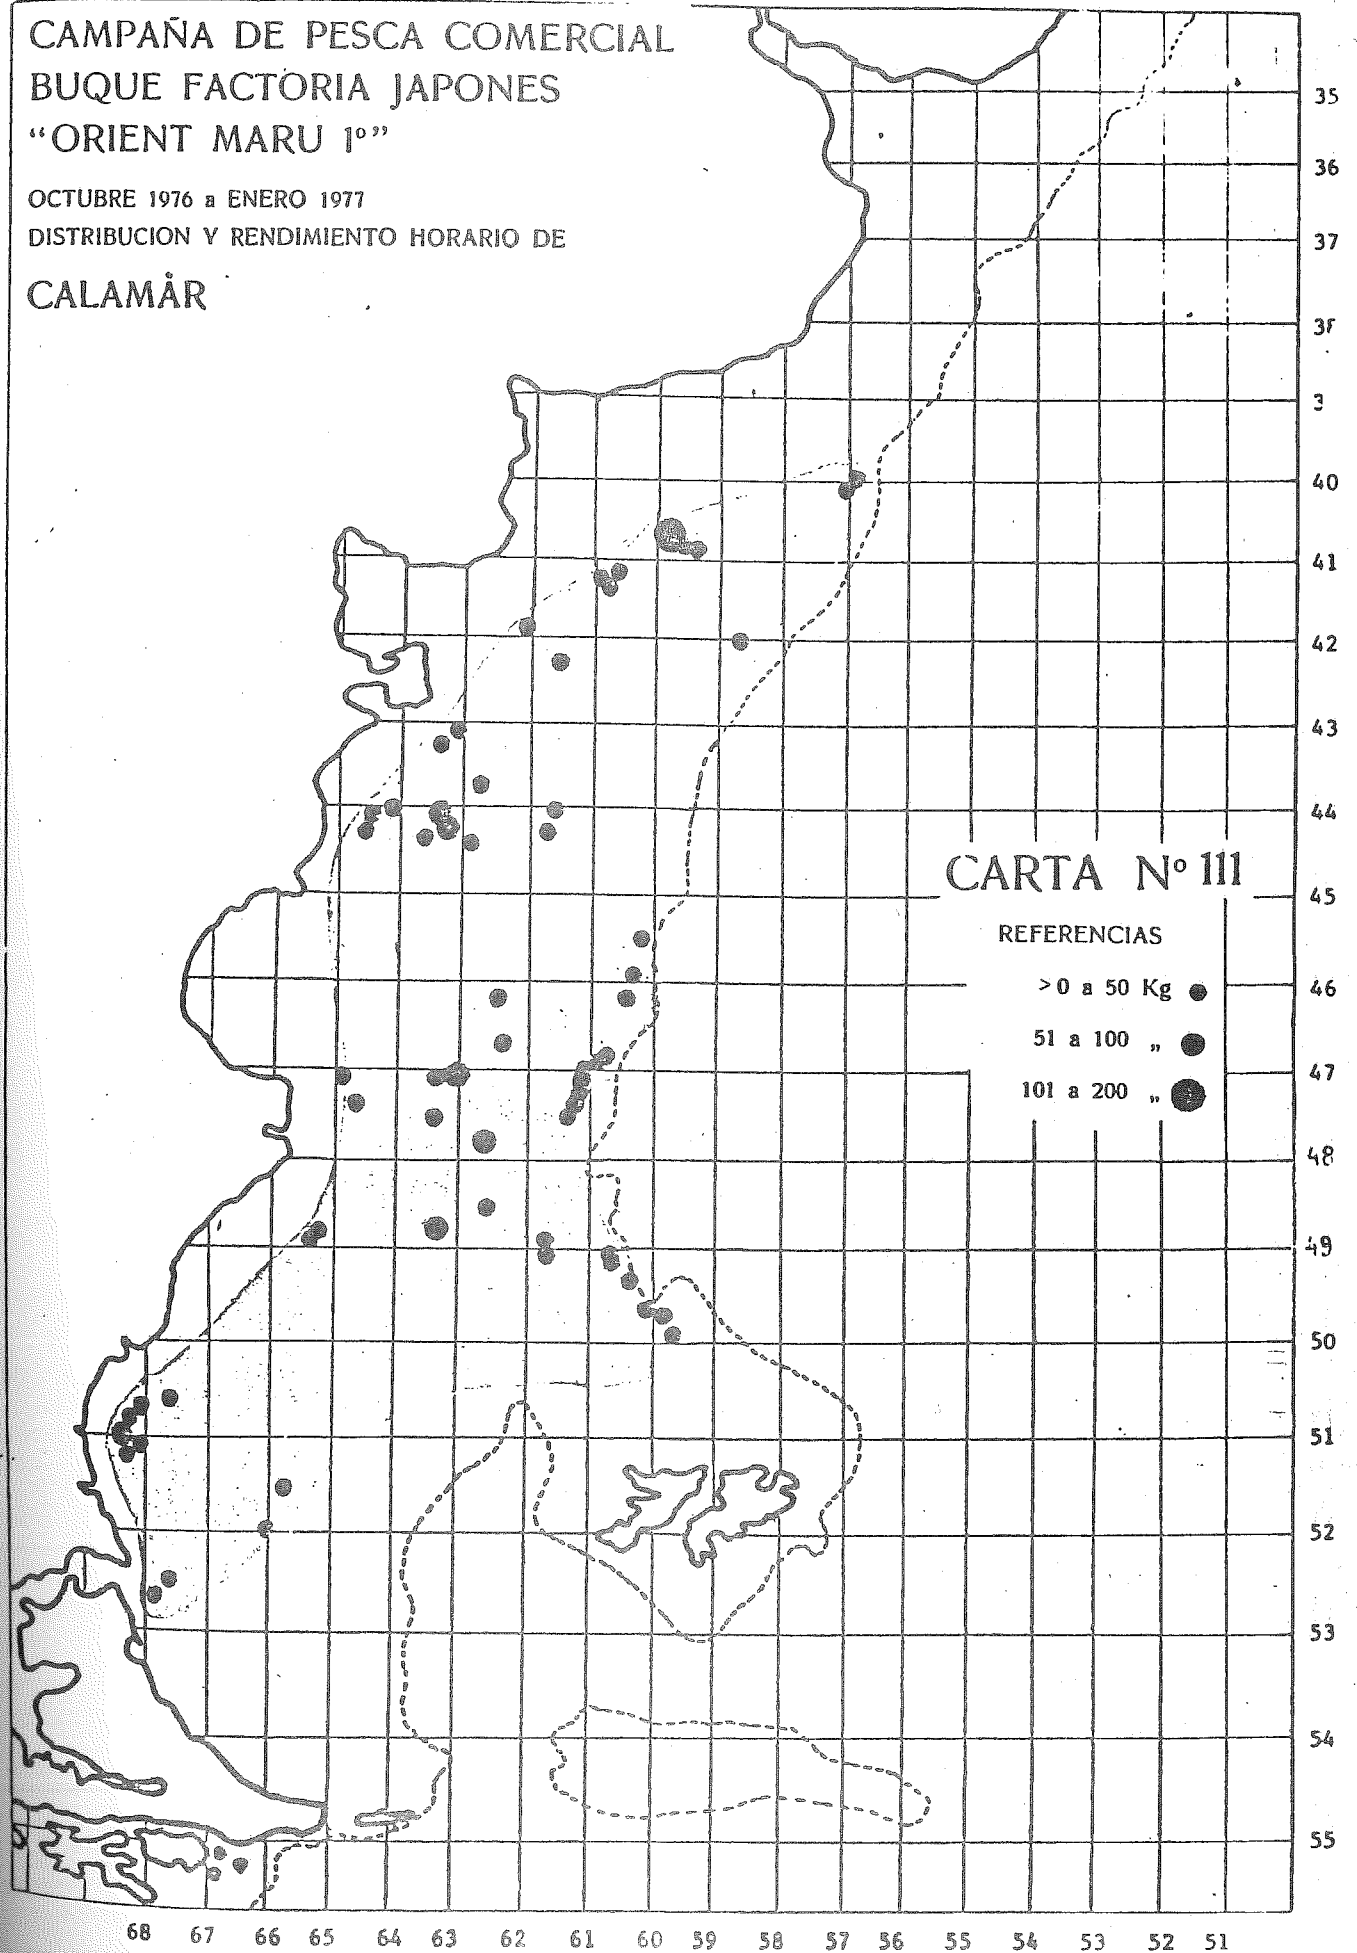 CAMPAÑA DE PESCA COMERCIAL
BUQUE FACTORIA JAPONES
“ORIENT MARU 1º”
OCTUBRE 1976 a ENERO 1977
DISTRIBUCION Y RENDIMIENTO HORARIO DE
CALAMAR
35
36
37
3
40
41
42
43
44
CARTA Nº 111
45
REFERENCIAS
>0 a 50 Kg
46
51 a 100 „
47
101 a 200 „
48
49
50
51
52
53
54
55
68 67 66 65 64 63 62 61 60 59 58 57 56 55 54 53 52 51